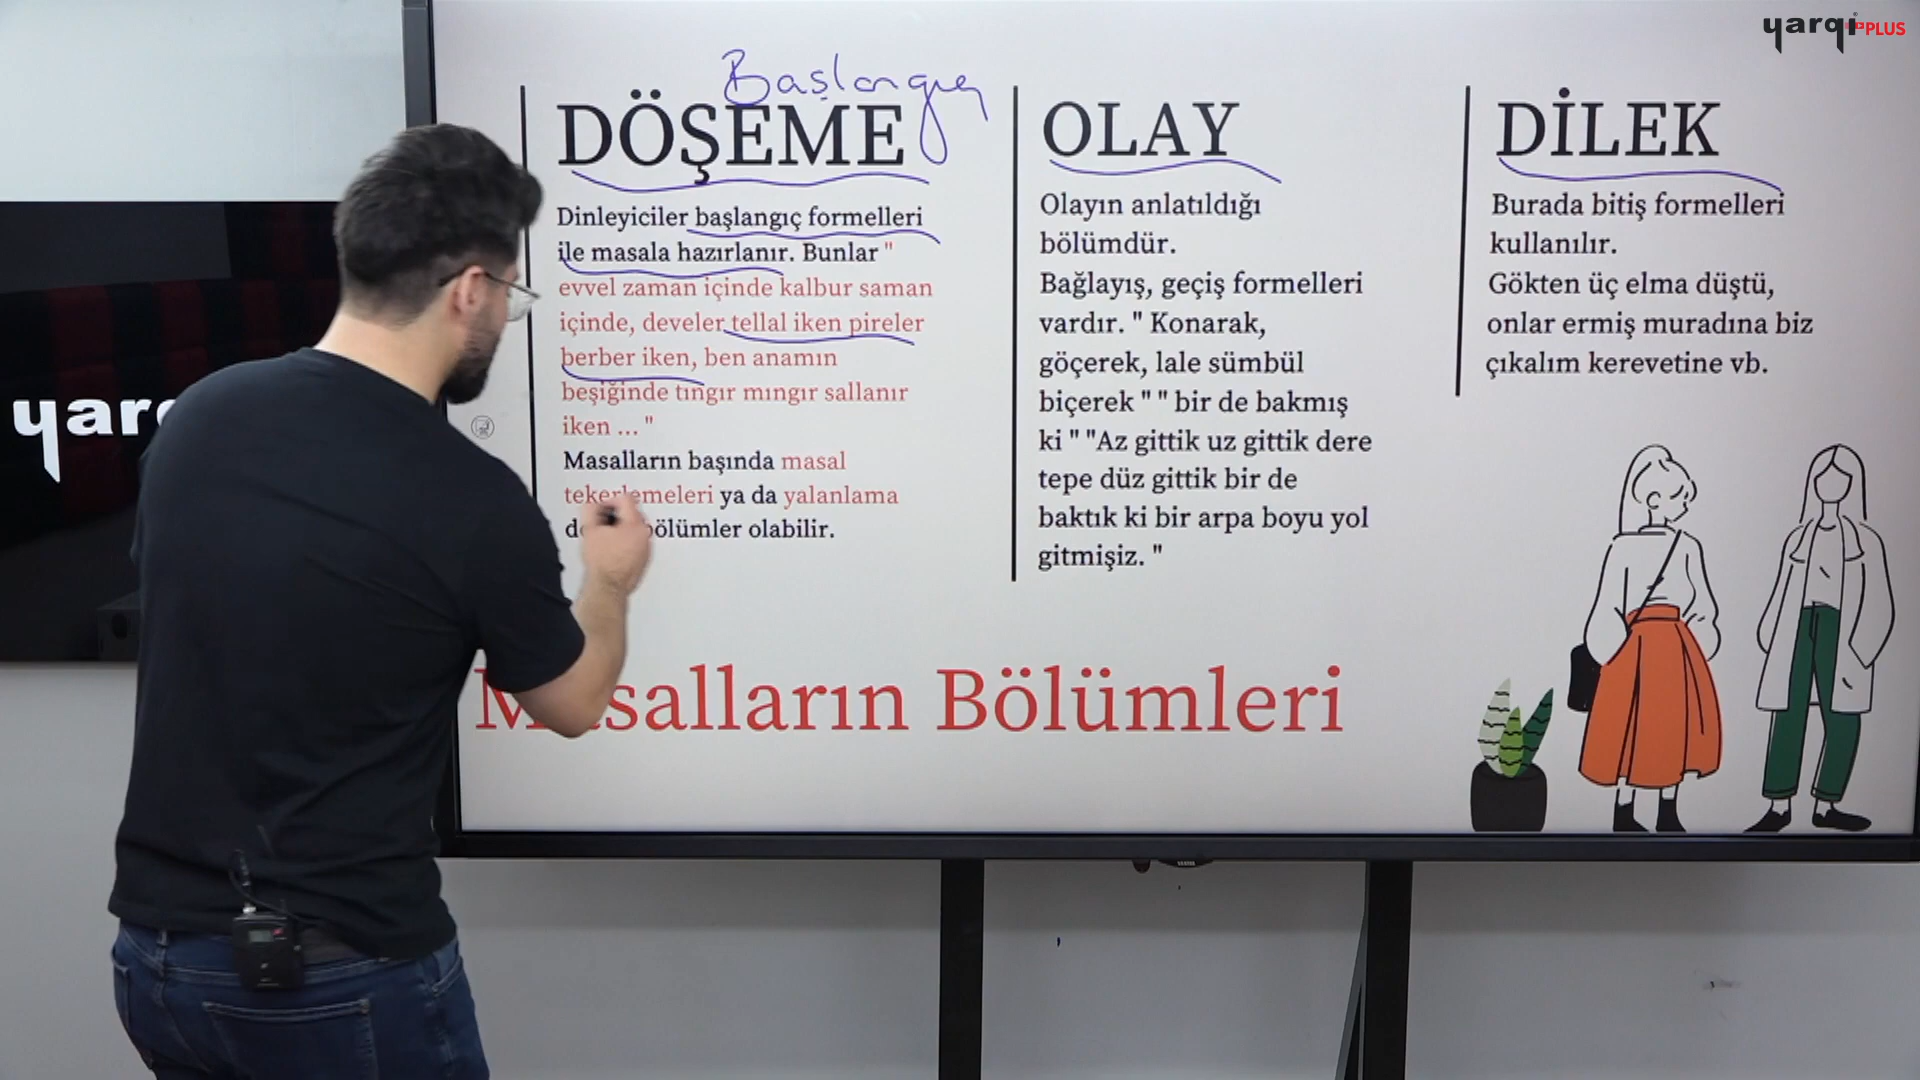 yarqı PLUS
Başlangıç
DÖŞEME
Dinleyiciler başlangıç formelleri
ile masala hazırlanır. Bunlar "
evvel zaman içinde kalbur saman
içinde, develer tellal iken pireler
berber iken, ben anamın
beşiğinde tıngır mıngır sallanır
iken ... "
Masalların başında masal
tekerlemeleri ya da yalanlama
bölümler olabilir.
OLAY
Olayın anlatıldığı
bölümdür.
Bağlayış, geçiş formelleri
vardır. " Konarak,
göçerek, lale sümbül
biçerek " " bir de bakmış
ki " "Az gittik uz gittik dere
tepe düz gittik bir de
baktık ki bir arpa boyu yol
gitmişiz. "
DİLEK
Burada bitiş formelleri
kullanılır.
Gökten üç elma düştü,
onlar ermiş muradına biz
çıkalım kerevetine vb.
Masalların Bölümleri